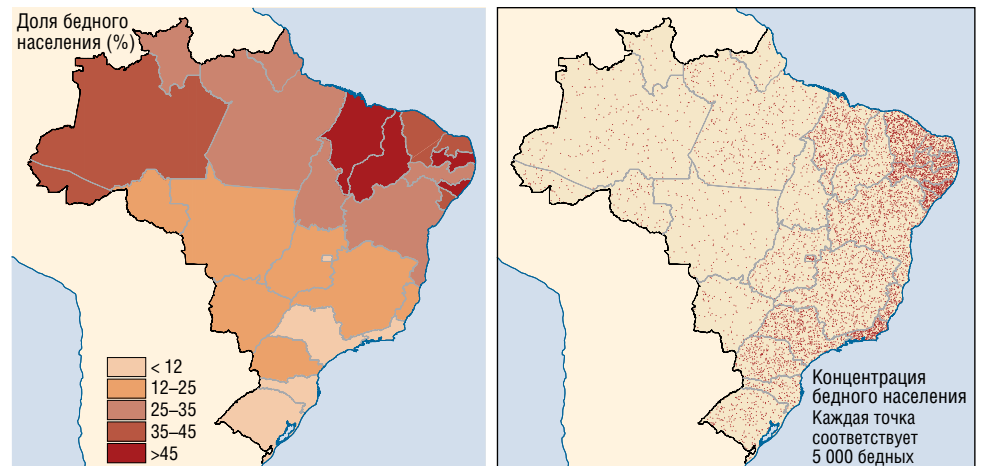 Доля бедного
населения (%)
< 12
12–25
25–35
35–45
>45
Концентрация
бедного населения
Каждая точка
соответствует
5 000 бедных